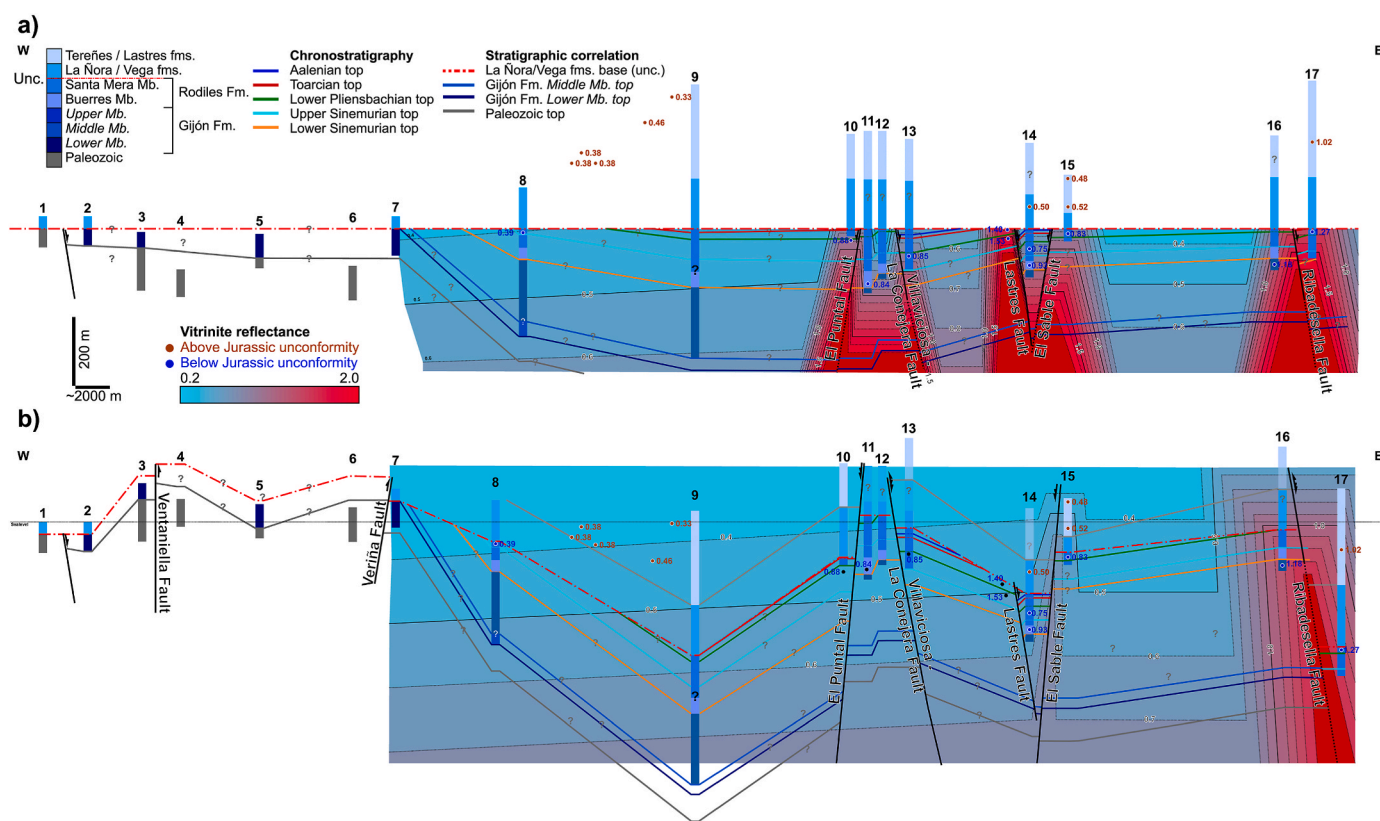 a)
W
E
Unc.
Tereñes / Lastres fms.
La Ñora / Vega fms.
Santa Mera Mb.
Buerres Mb.
Upper Mb.
Middle Mb.
Lower Mb.
Paleozoic
Rodiles Fm.
Gijón Fm.
Chronostratigraphy
Aalenian top
Toarcian top
Lower Pliensbachian top
Upper Sinemurian top
Lower Sinemurian top
Stratigraphic correlation
La Ñora/Vega fms. base (unc.)
Gijón Fm. Middle Mb. top
Gijón Fm. Lower Mb. top
Paleozoic top
1 2 3 4 5 6 7 8 9 10 11 12 13 14 15 16 17
0.33
0.46
0.38
0.38 0.38
0.39
0.88
0.84
0.85
1.40
0.50
0.75
0.48
0.52
0.83
1.02
1.27
El Puntal Fault
La Conejera Fault
Villaviciosa
Lastres Fault
El Sable Fault
Ribadesella Fault
200 m
~2000 m
Vitrinite reflectance
Above Jurassic unconformity
Below Jurassic unconformity
0.2 2.0
b)
W
E
1 2 3 4 5 6 7 8 9 10 11 12 13 14 15 16 17
Ventaniella Fault
Veriña Fault
0.39
0.38
0.38
0.46
0.88
0.84
0.85
1.40
1.53
0.50
0.75
0.93
0.48
0.52
0.83
1.18
1.02
1.27
El Puntal Fault
La Conejera Fault
Villaviciosa
Lastres Fault
El Sable Fault
Ribadesella Fault